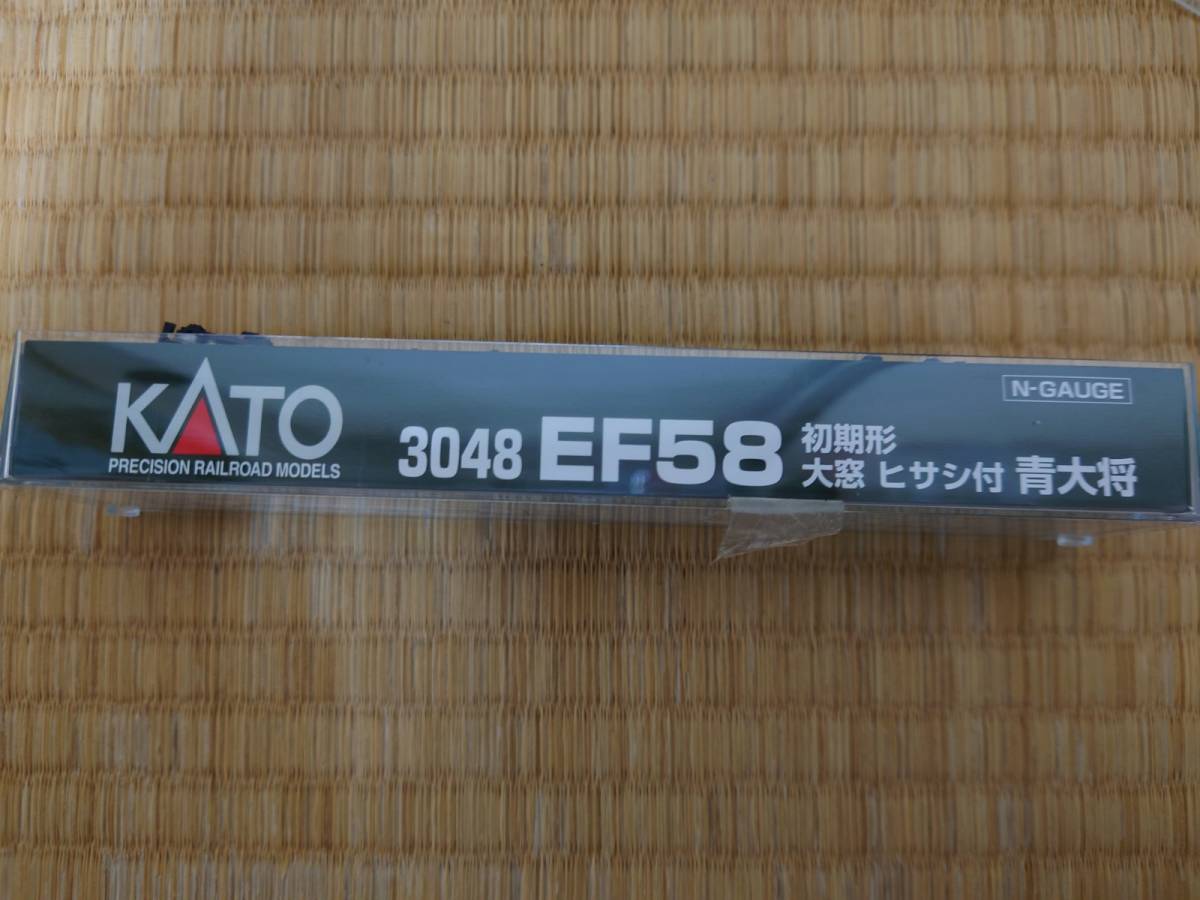 KATO
PRECISION RAILROAD MODELS
3048 EF58
初期形
大窓 ヒサシ付 青大将
N-GAUGE